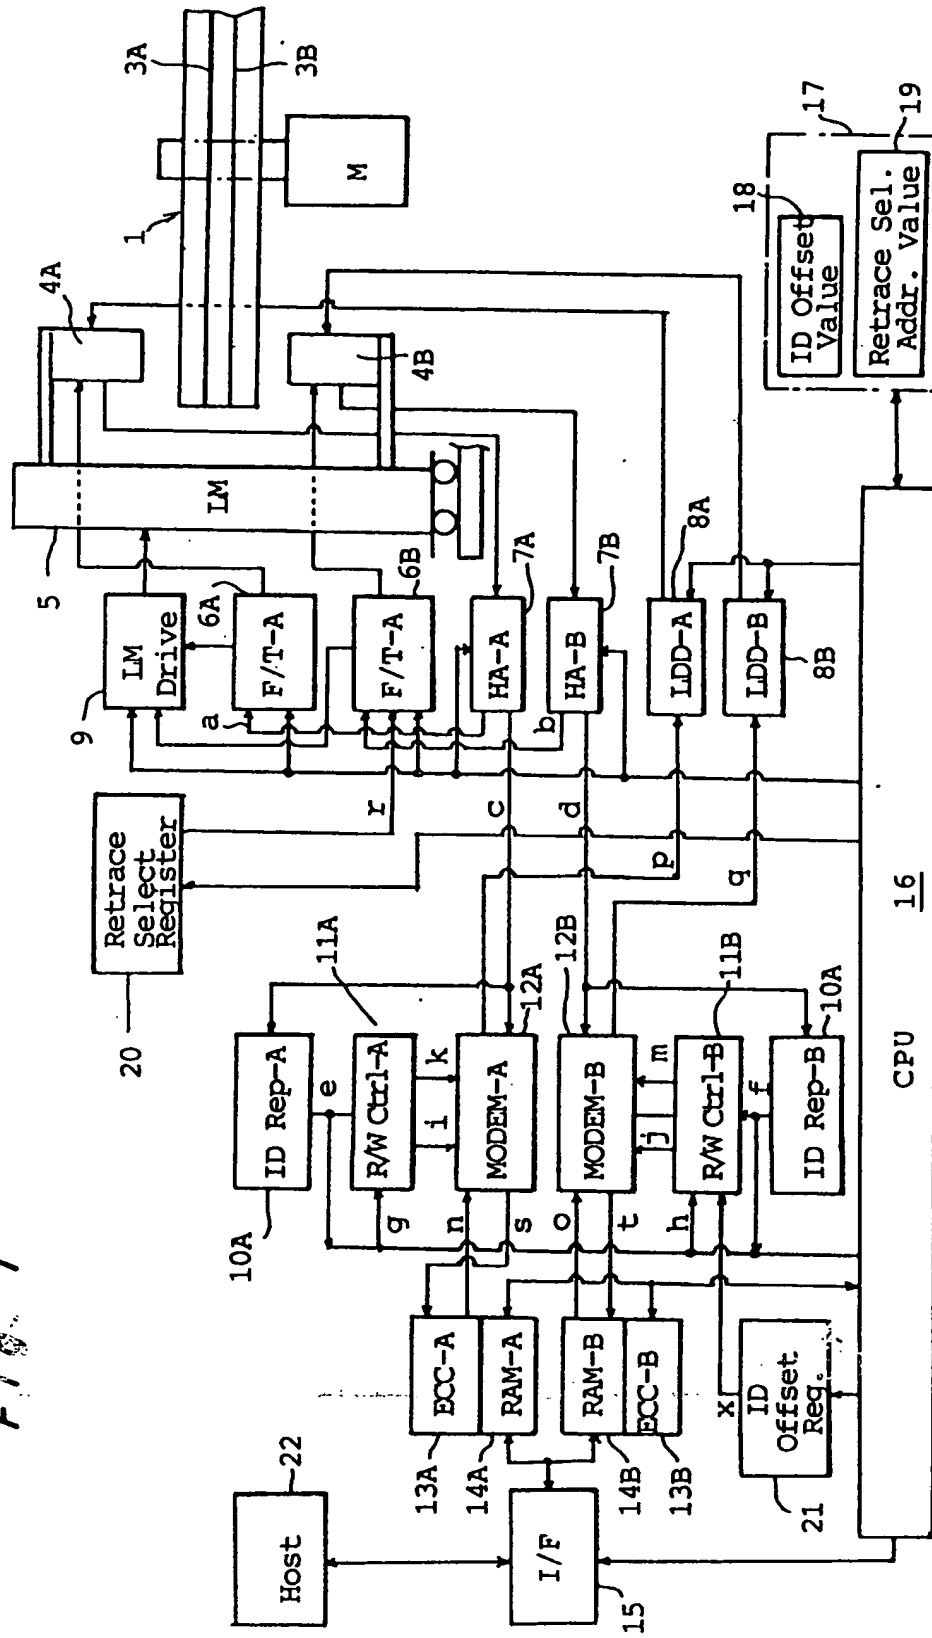 FIG. 1
Host
22
I/F
15
13A
ECC-A
14A
RAM-A
14B
RAM-B
13B
ECC-B
ID
Offset
Reg.
21
x
10A
ID Rep-A
e
11A
R/W Ctrl-A
g
i
k
n
s
MODEM-A
12A
o
t
MODEM-B
12B
h
j
m
R/W Ctrl-B
11B
f
ID Rep-B
10A
Retrace
Select
Register
20
r
c
d
p
q
a
b
9
LM
Drive
6A
F/T-A
6B
F/T-A
7A
HA-A
7B
HA-B
8A
LDD-A
8B
LDD-B
5
LM
4A
4B
1
3A
3B
M
17
18
ID Offset
Value
19
Retrace Sel.
Addr. Value
CPU
16